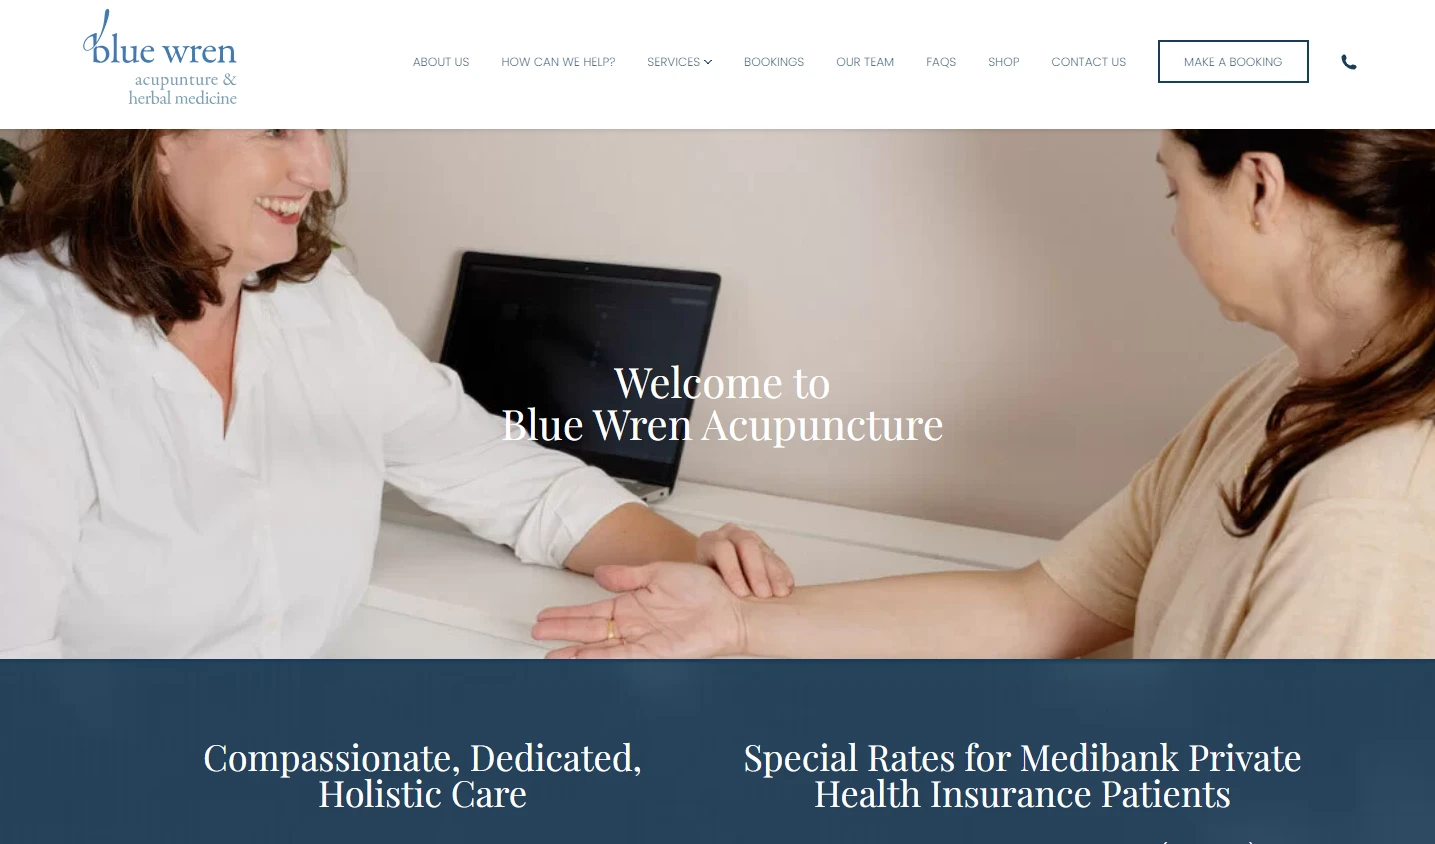 blue wren
acupunture &
herbal medicine
ABOUT US
HOW CAN WE HELP?
SERVICES
BOOKINGS
OUR TEAM
FAQS
SHOP
CONTACT US
MAKE A BOOKING
Welcome to
Blue Wren Acupuncture
Compassionate, Dedicated,
Holistic Care
Special Rates for Medibank Private
Health Insurance Patients